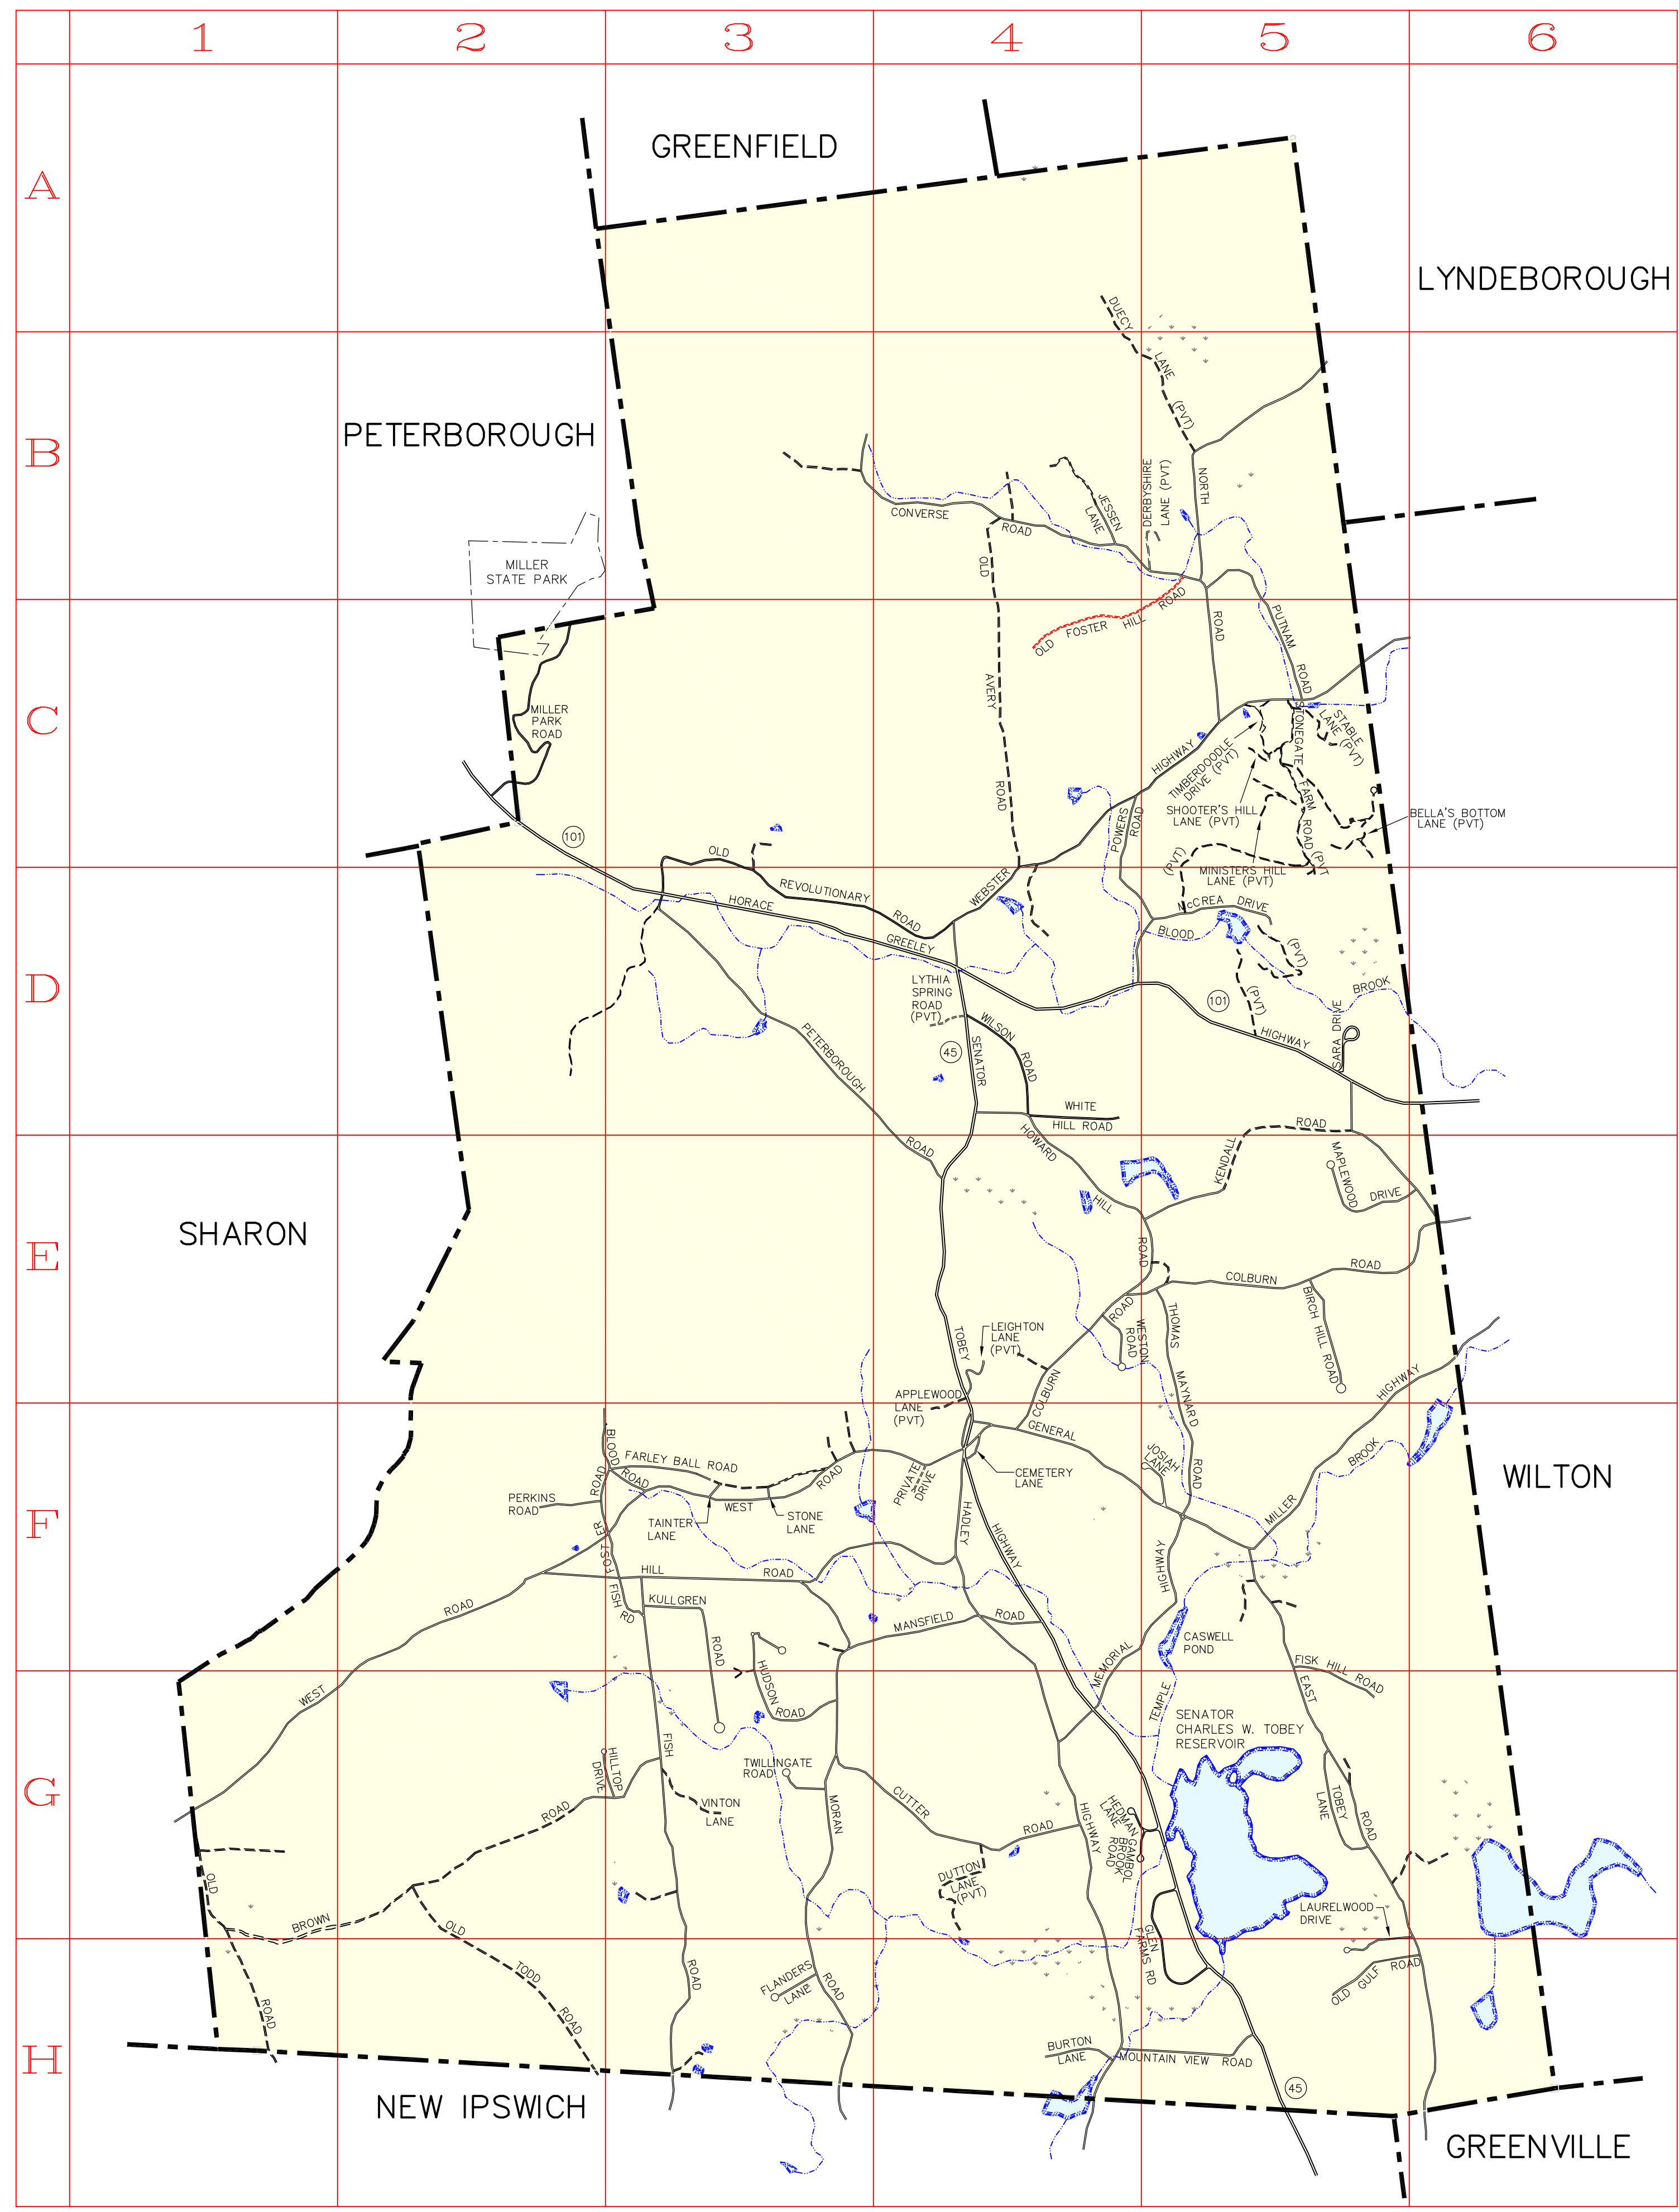 1 2 3 4 5 6
A
B
C
D
E
F
G
H
GREENFIELD
LYNDEBOROUGH
PETERBOROUGH
SHARON
WILTON
NEW IPSWICH
GREENVILLE
DUECY
LANE
(PVT)
MILLER
STATE PARK
CONVERSE
ROAD
JESSEN
LANE
DERBYSHIRE
LANE (PVT)
NORTH
ROAD
OLD
AVERY
ROAD
OLD FOSTER HILL ROAD
PUTNAM
ROAD
MILLER
PARK
ROAD
101
HIGHWAY
POWERS
ROAD
TIMBERDOODLE
DRIVE (PVT)
STONEGATE
FARM
ROAD (PVT
STABLE
LANE (PVT)
SHOOTER'S HILL
LANE (PVT)
BELLA'S BOTTOM
LANE (PVT)
MINISTERS HILL
LANE (PVT)
(PVT)
OLD
REVOLUTIONARY
ROAD
WEBSTER
HORACE
GREELEY
McCREA DRIVE
BLOOD
BROOK
(PVT)
(PVT)
101
HIGHWAY
SARA DRIVE
LYTHIA
SPRING
ROAD
(PVT)
WILSON
ROAD
45
SENATOR
PETERBOROUGH
ROAD
WHITE
HILL ROAD
HOWARD
HILL
ROAD
KENDALL
ROAD
MAPLEWOOD
DRIVE
COLBURN
ROAD
BIRCH HILL ROAD
THOMAS
MAYNARD
ROAD
WESTON
ROAD
ROAD
COLBURN
TOBEY
LEIGHTON
LANE
(PVT)
APPLEWOOD
LANE
(PVT)
GENERAL
CEMETERY
LANE
JOSIAH
LANE
HIGHWAY
BROOK
MILLER
BLOOD
ROAD
FARLEY BALL ROAD
ROAD
PERKINS
ROAD
TAINTER
LANE
WEST
STONE
LANE
ROAD
PRIVATE
DRIVE
HADLEY
HIGHWAY
FOSTER
FISH
RD
HILL
ROAD
KULLGREN
ROAD
ROAD
WEST
HUDSON
ROAD
MANSFIELD
ROAD
HIGHWAY
MEMORIAL
CASWELL
POND
FISK HILL ROAD
EAST
TEMPLE
SENATOR
CHARLES W. TOBEY
RESERVOIR
HILLTOP
DRIVE
FISH
VINTON
LANE
TWILLINGATE
ROAD
MORAN
CUTTER
ROAD
HIGHWAY
HEDMAN
LANE
GAMBOL
BROOK
ROAD
TOBEY
LANE
ROAD
ROAD
OLD
BROWN
OLD
TODD
ROAD
ROAD
DUTTON
LANE
(PVT)
LAURELWOOD
DRIVE
GLEN
FARMS RD
OLD GULF ROAD
ROAD
FLANDERS
LANE
ROAD
BURTON
LANE
MOUNTAIN VIEW ROAD
45